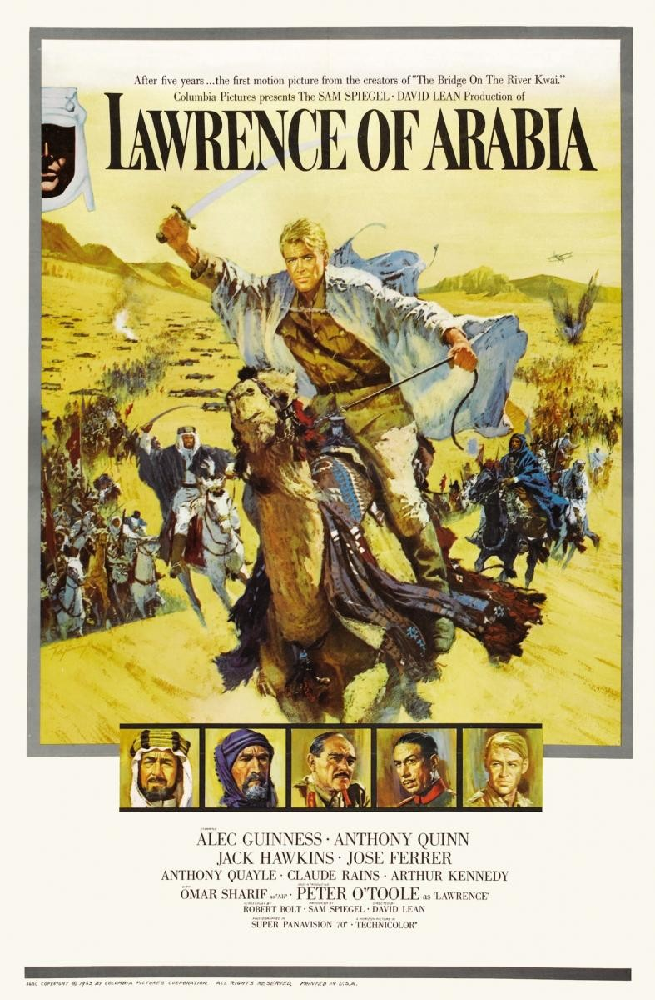 After five years...the first motion picture from the creators of "The Bridge On The River Kwai."
Columbia Pictures presents The SAM SPIEGEL · DAVID LEAN Production of
LAWRENCE OF ARABIA
STARRING
ALEC GUINNESS · ANTHONY QUINN
JACK HAWKINS · JOSE FERRER
ANTHONY QUAYLE · CLAUDE RAINS · ARTHUR KENNEDY
WITH AND INTRODUCING
OMAR SHARIF as 'Ali' · PETER O'TOOLE as 'LAWRENCE'
SCREENPLAY BY PRODUCED BY DIRECTED BY
ROBERT BOLT · SAM SPIEGEL · DAVID LEAN
PHOTOGRAPHED IN A HORIZON PICTURE IN
SUPER PANAVISION 70® · TECHNICOLOR®
COPYRIGHT © 1963 BY COLUMBIA PICTURES CORPORATION. ALL RIGHTS RESERVED. PRINTED IN U.S.A.